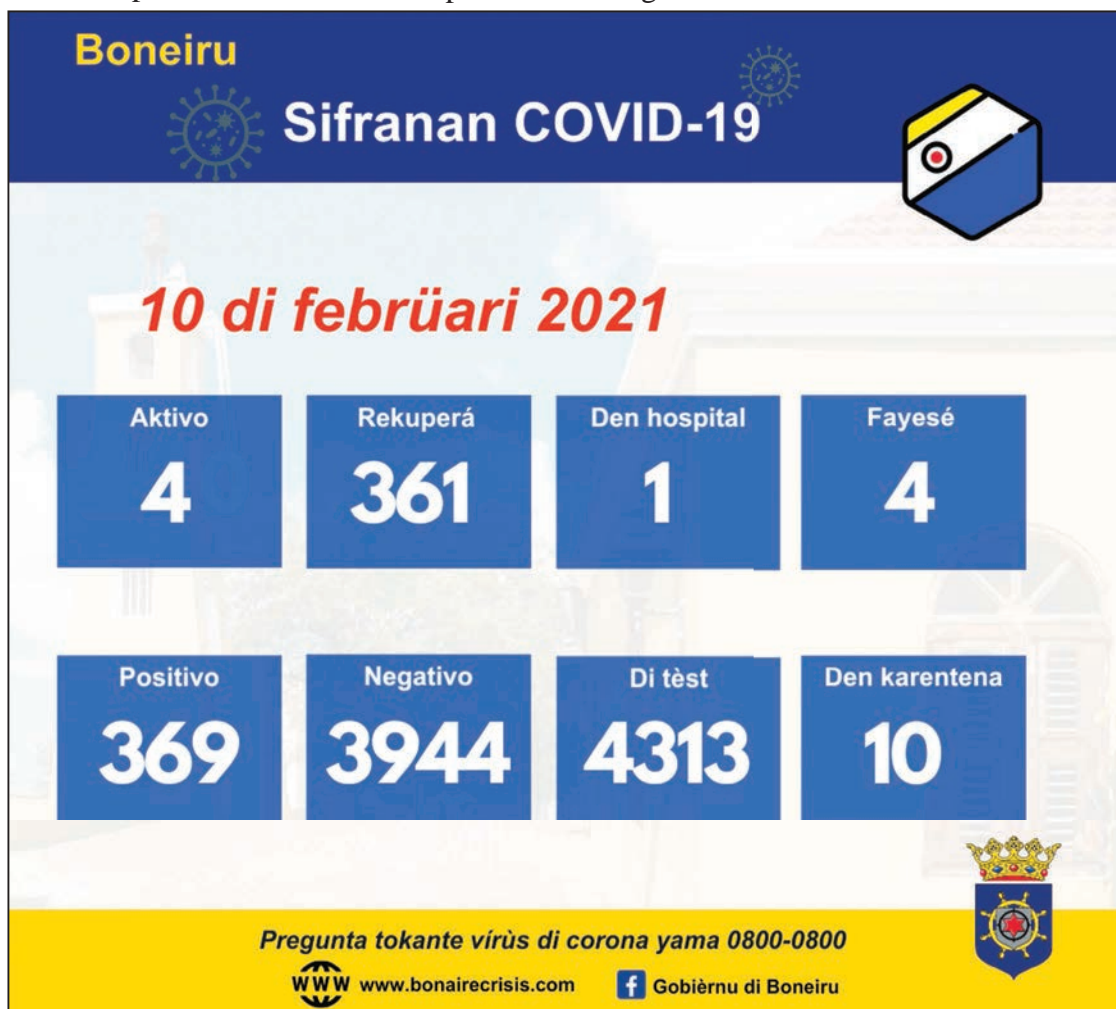 Boneiru
Sifranan COVID-19
10 di febrüari 2021
Aktivo
4
Rekuperá
361
Den hospital
1
Fayesé
4
Positivo
369
Negativo
3944
Di tèst
4313
Den karentena
10
Pregunta tokante vírùs di corona yama 0800-0800
WWW www.bonairecrisis.com f Gobièrnu di Boneiru